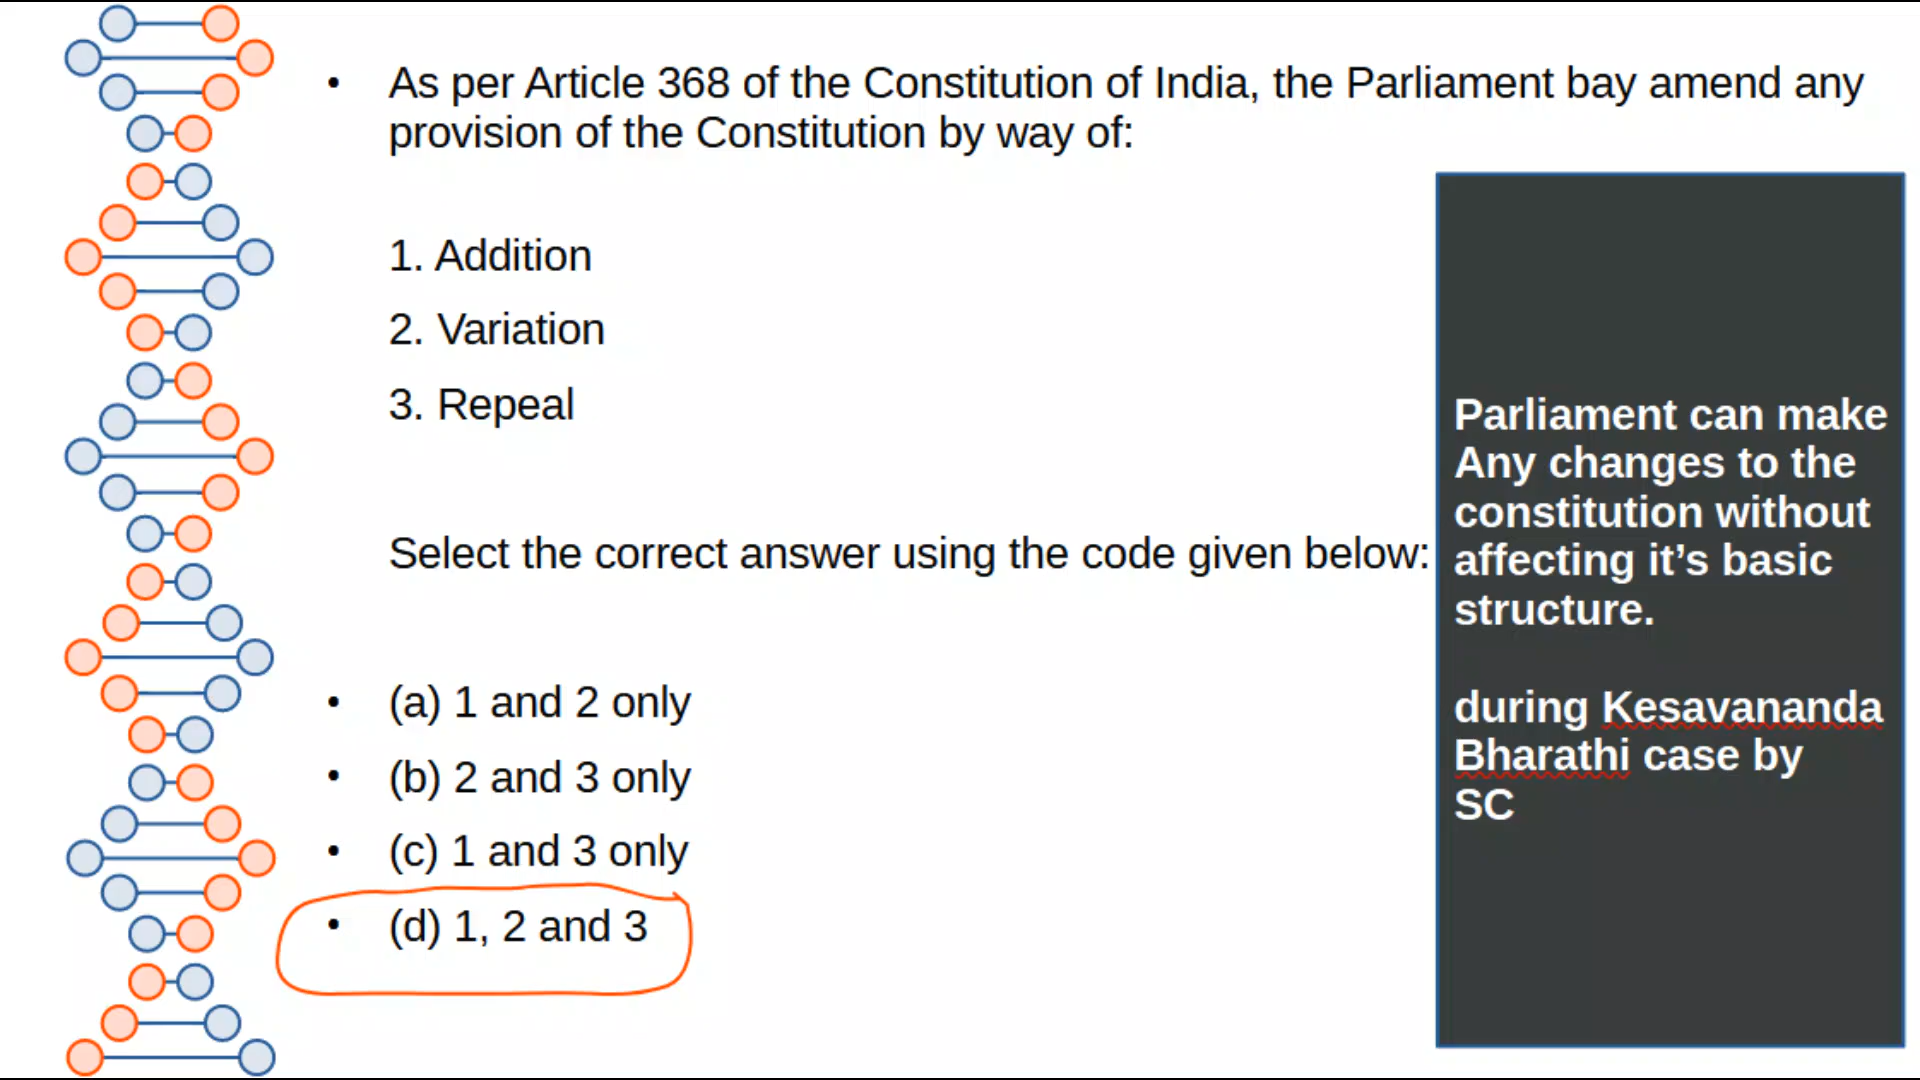 • As per Article 368 of the Constitution of India, the Parliament bay amend any
provision of the Constitution by way of:
1. Addition
2. Variation
3. Repeal
Select the correct answer using the code given below:
• (a) 1 and 2 only
• (b) 2 and 3 only
• (c) 1 and 3 only
• (d) 1, 2 and 3
Parliament can make
Any changes to the
constitution without
affecting it’s basic
structure.
during Kesavananda
Bharathi case by
SC